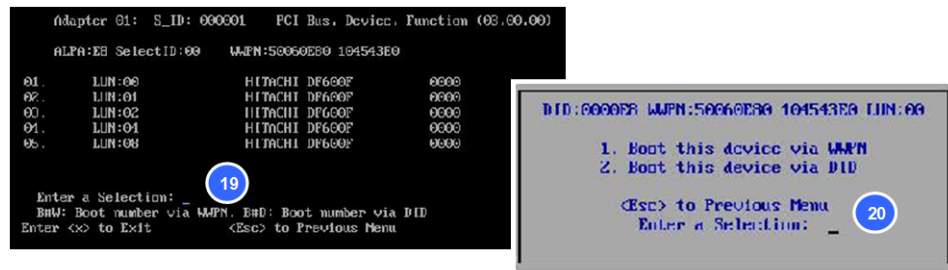 Adapter 01: S_ID: 000001 PCI Bus, Device, Function (03,00,00)
ALPA:E8 SelectID:00 WWPN:50060E80 104543E0
01. LUN:00 HITACHI DF600F 0000
02. LUN:01 HITACHI DF600F 0000
03. LUN:02 HITACHI DF600F 0000
04. LUN:04 HITACHI DF600F 0000
05. LUN:08 HITACHI DF600F 0000
Enter a Selection: _
19
B#W: Boot number via WWPN. B#D: Boot number via DID
Enter <x> to Exit <Esc> to Previous Menu
DID:0000E8 WWPN:50060E80 104543E0 LUN:00
1. Boot this device via WWPN
2. Boot this device via DID
<Esc> to Previous Menu
Enter a Selection: _
20